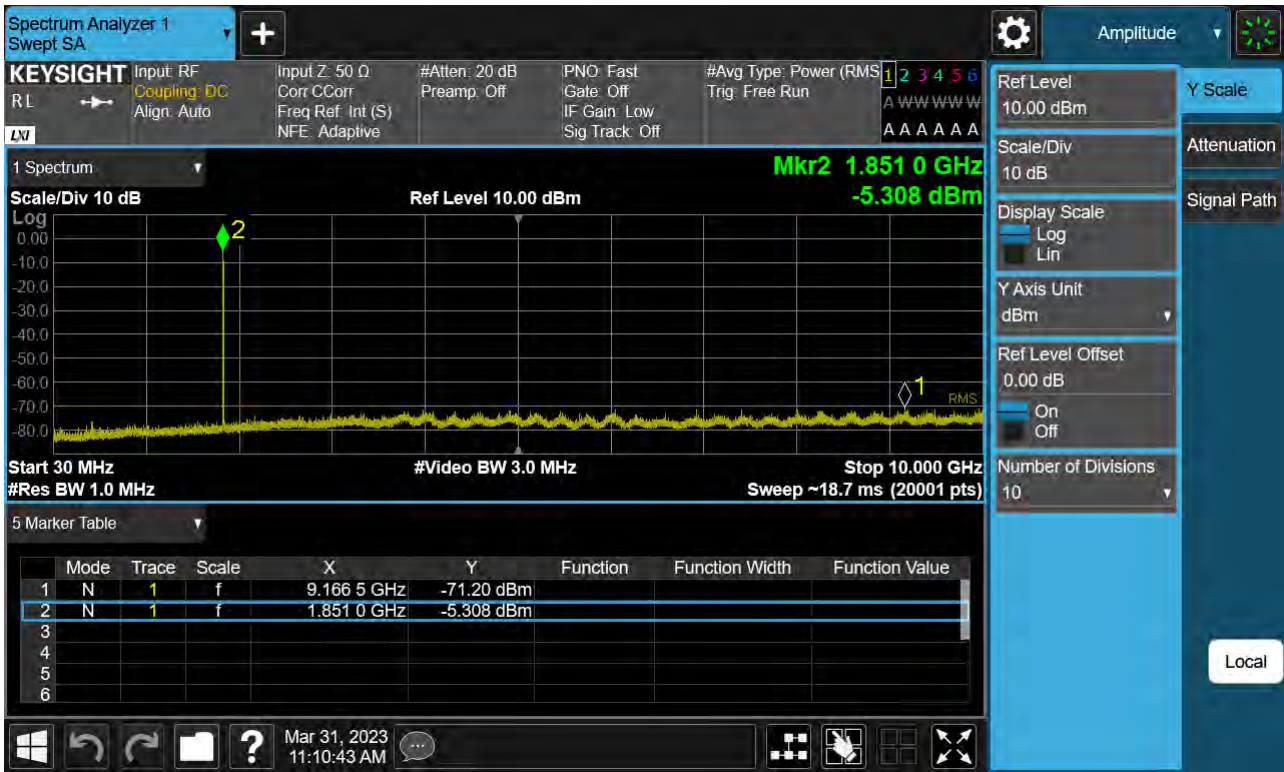 Spectrum Analyzer 1
Swept SA
Amplitude
KEYSIGHT
RL
LXI
Input: RF
Coupling: DC
Align: Auto
Input Z: 50 Ω
Corr CCorr
Freq Ref: Int (S)
NFE: Adaptive
#Atten: 20 dB
Preamp: Off
PNO: Fast
Gate: Off
IF Gain: Low
Sig Track: Off
#Avg Type: Power (RMS
Trig: Free Run
1 2 3 4 5 6
A W W W W W
A A A A A A
1 Spectrum
Mkr2 1.851 0 GHz
Scale/Div 10 dB
Ref Level 10.00 dBm
-5.308 dBm
Log
0.00
-10.0
-20.0
-30.0
-40.0
-50.0
-60.0
-70.0
-80.0
2
1
RMS
Start 30 MHz
#Video BW 3.0 MHz
Stop 10.000 GHz
#Res BW 1.0 MHz
Sweep ~18.7 ms (20001 pts)
5 Marker Table
Mode Trace Scale X Y Function Function Width Function Value
1 N 1 f 9.166 5 GHz -71.20 dBm
2 N 1 f 1.851 0 GHz -5.308 dBm
3
4
5
6
Ref Level
10.00 dBm
Scale/Div
10 dB
Display Scale
Log
Lin
Y Axis Unit
dBm
Ref Level Offset
0.00 dB
On
Off
Number of Divisions
10
Y Scale
Attenuation
Signal Path
Local
Mar 31, 2023
11:10:43 AM